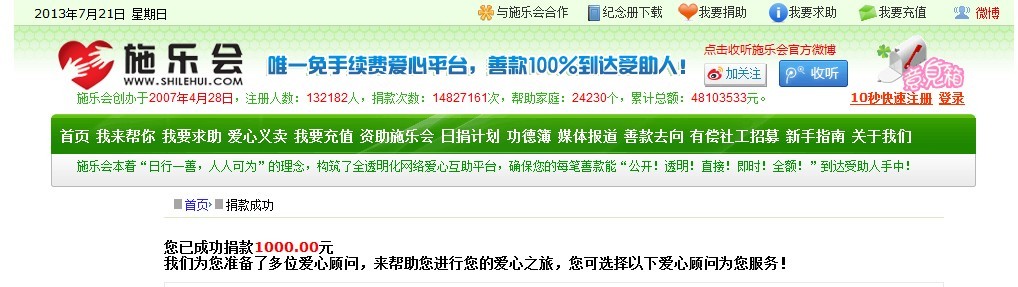 2013年7月21日 星期日
与施乐会合作 纪念册下载 我要捐助 我要求助 我要充值 微博
施乐会
WWW.SHILEHUI.COM
唯一免手续费爱心平台，善款100%到达受助人！
点击收听施乐会官方微博
加关注 收听
意见箱
施乐会创办于2007年4月28日，注册人数：132182人，捐款次数：14827161次，帮助家庭：24230个，累计总额：48103533元。
10秒快速注册 登录
首页 我来帮你 我要求助 爱心义卖 我要充值 资助施乐会 日捐计划 功德簿 媒体报道 善款去向 有偿社工招募 新手指南 关于我们
施乐会本着“日行一善，人人可为”的理念，构筑了全透明化网络爱心互助平台，确保您的每笔善款能“公开！透明！直接！即时！全额！”到达受助人手中！
首页 捐款成功
您已成功捐款1000.00元
我们为您准备了多位爱心顾问，来帮助您进行您的爱心之旅，您可选择以下爱心顾问为您服务！